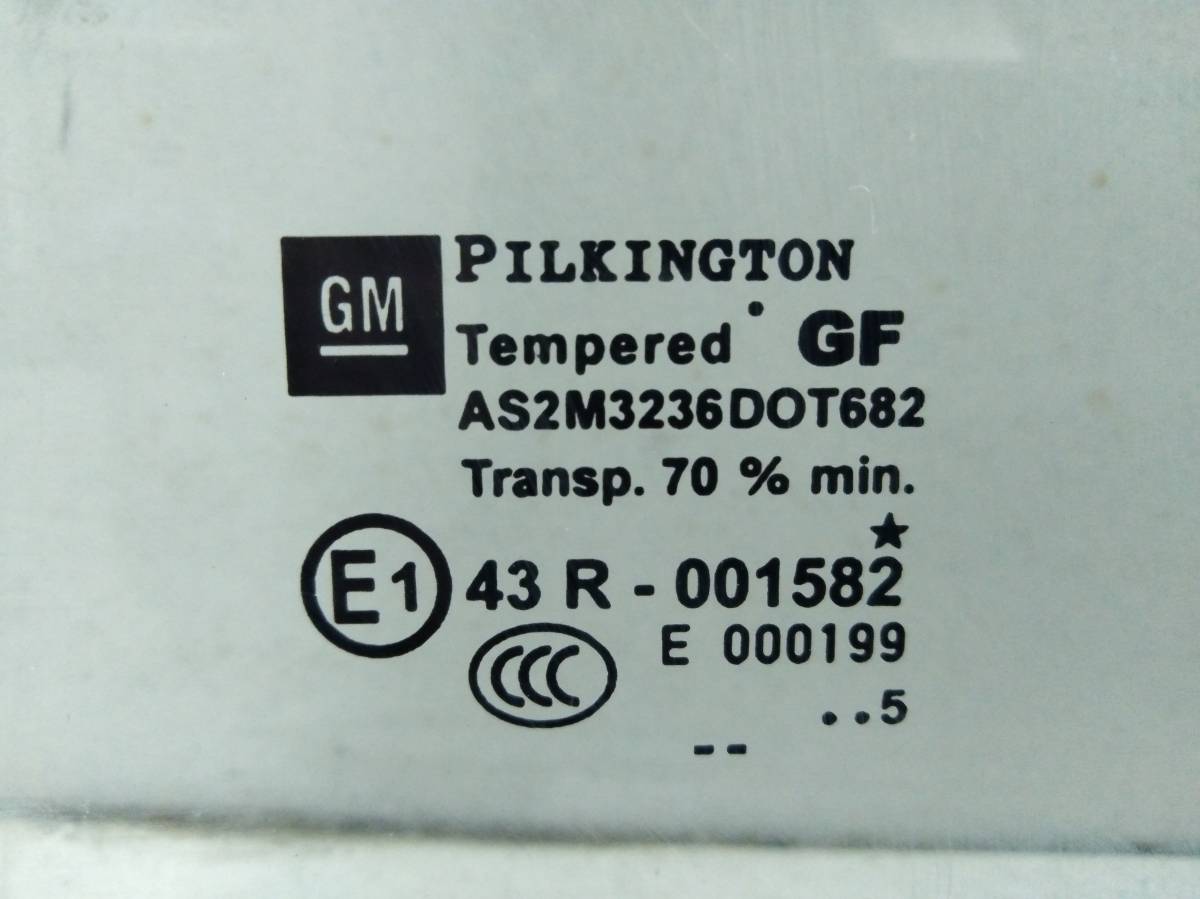 GM
PILKINGTON
Tempered GF
AS2M3236DOT682
Transp. 70 % min.
E1 43 R - 001582
CCC E 000199
..5
--